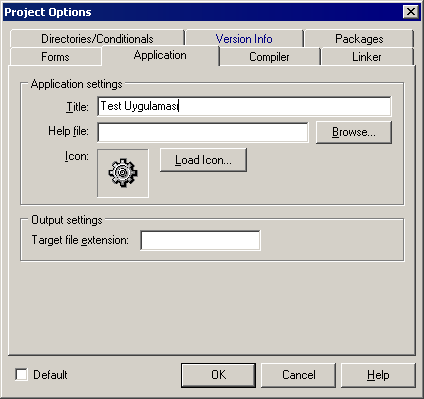 Project Options
Directories/Conditionals Version Info Packages
Forms Application Compiler Linker
Application settings
Title: Test Uygulaması
Help file: Browse...
Icon: Load Icon...
Output settings
Target file extension:
Default OK Cancel Help